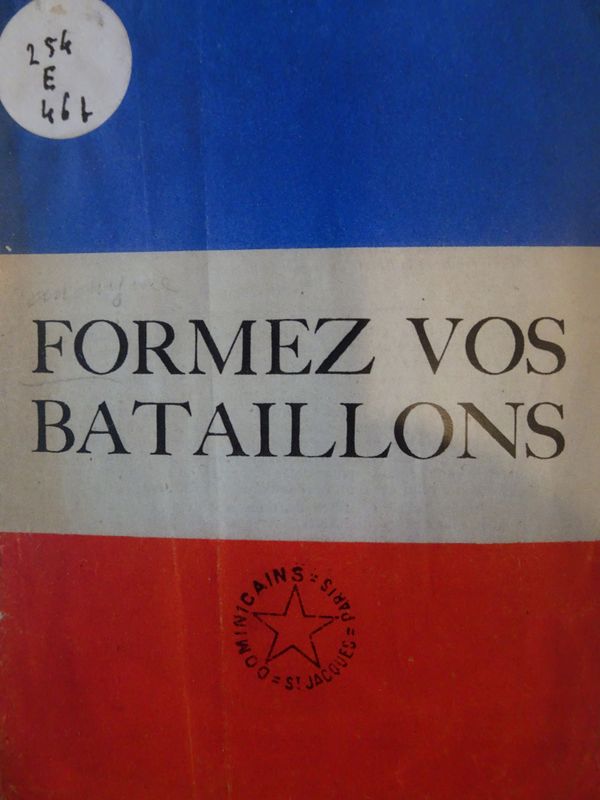 254
E
461
FORMEZ VOS
BATAILLONS
DOMINICAINS = ST JACQUES = PARIS =